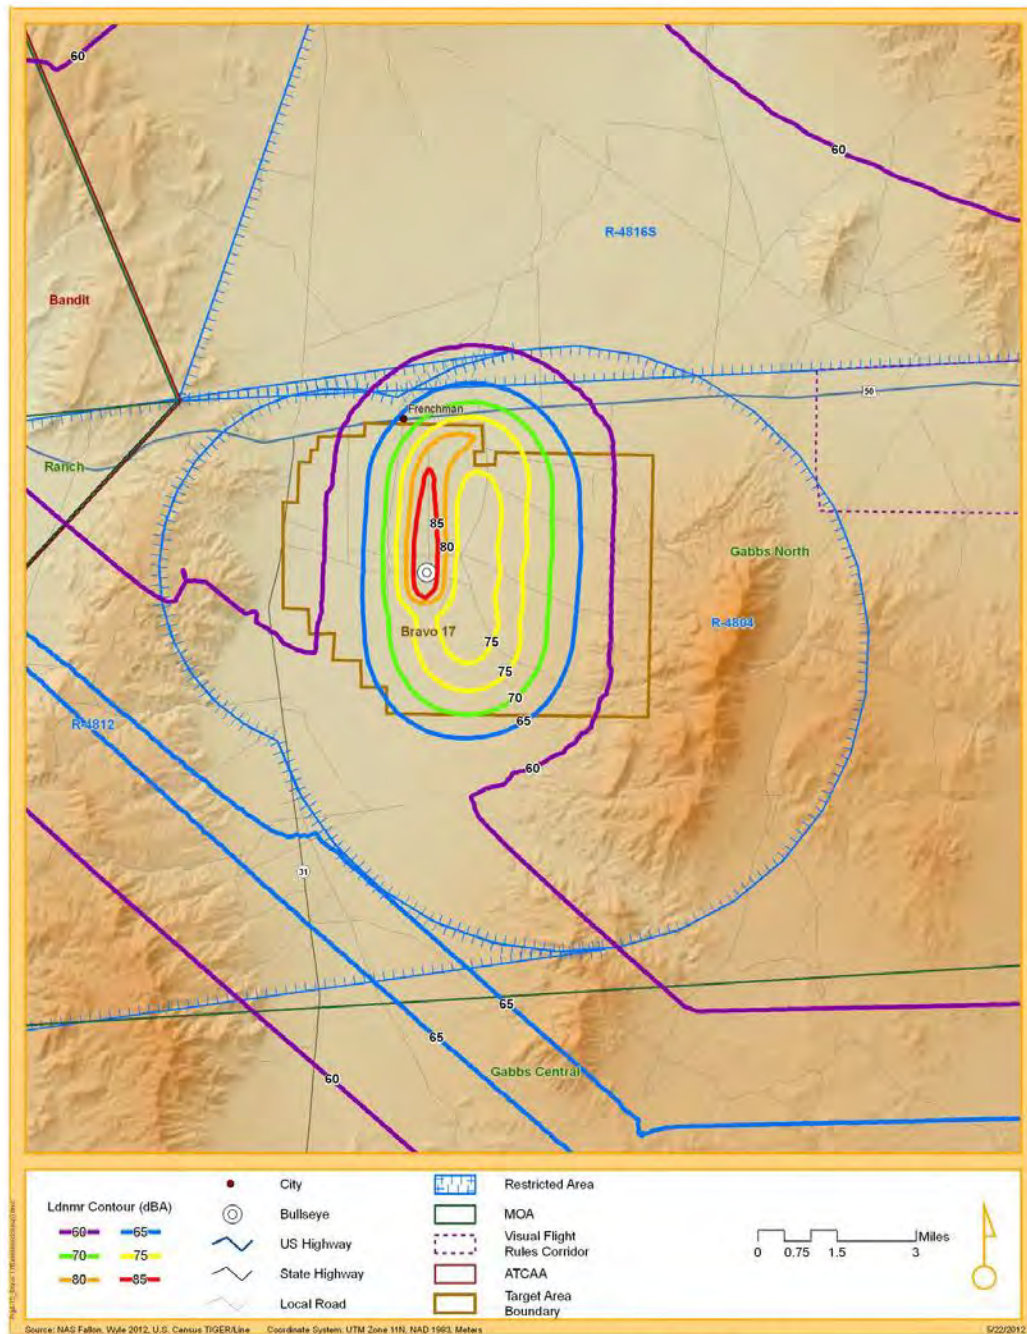 60
60
R-4816S
Bandit
50
Frenchman
Ranch
85
80
Gabbs North
R-4804
Bravo 17
75
75
70
65
R-4812
60
31
65
65
Gabbs Central
60
Ldnmr Contour (dBA)
60
65
70
75
80
85
City
Bullseye
US Highway
State Highway
Local Road
Restricted Area
MOA
Visual Flight
Rules Corridor
ATCAA
Target Area
Boundary
0 0.75 1.5 3 Miles
Source: NAS Fallon, Wyle 2012, U.S. Census TIGER/Line Coordinate System: UTM Zone 11N, NAD 1983, Meters
5/22/2012